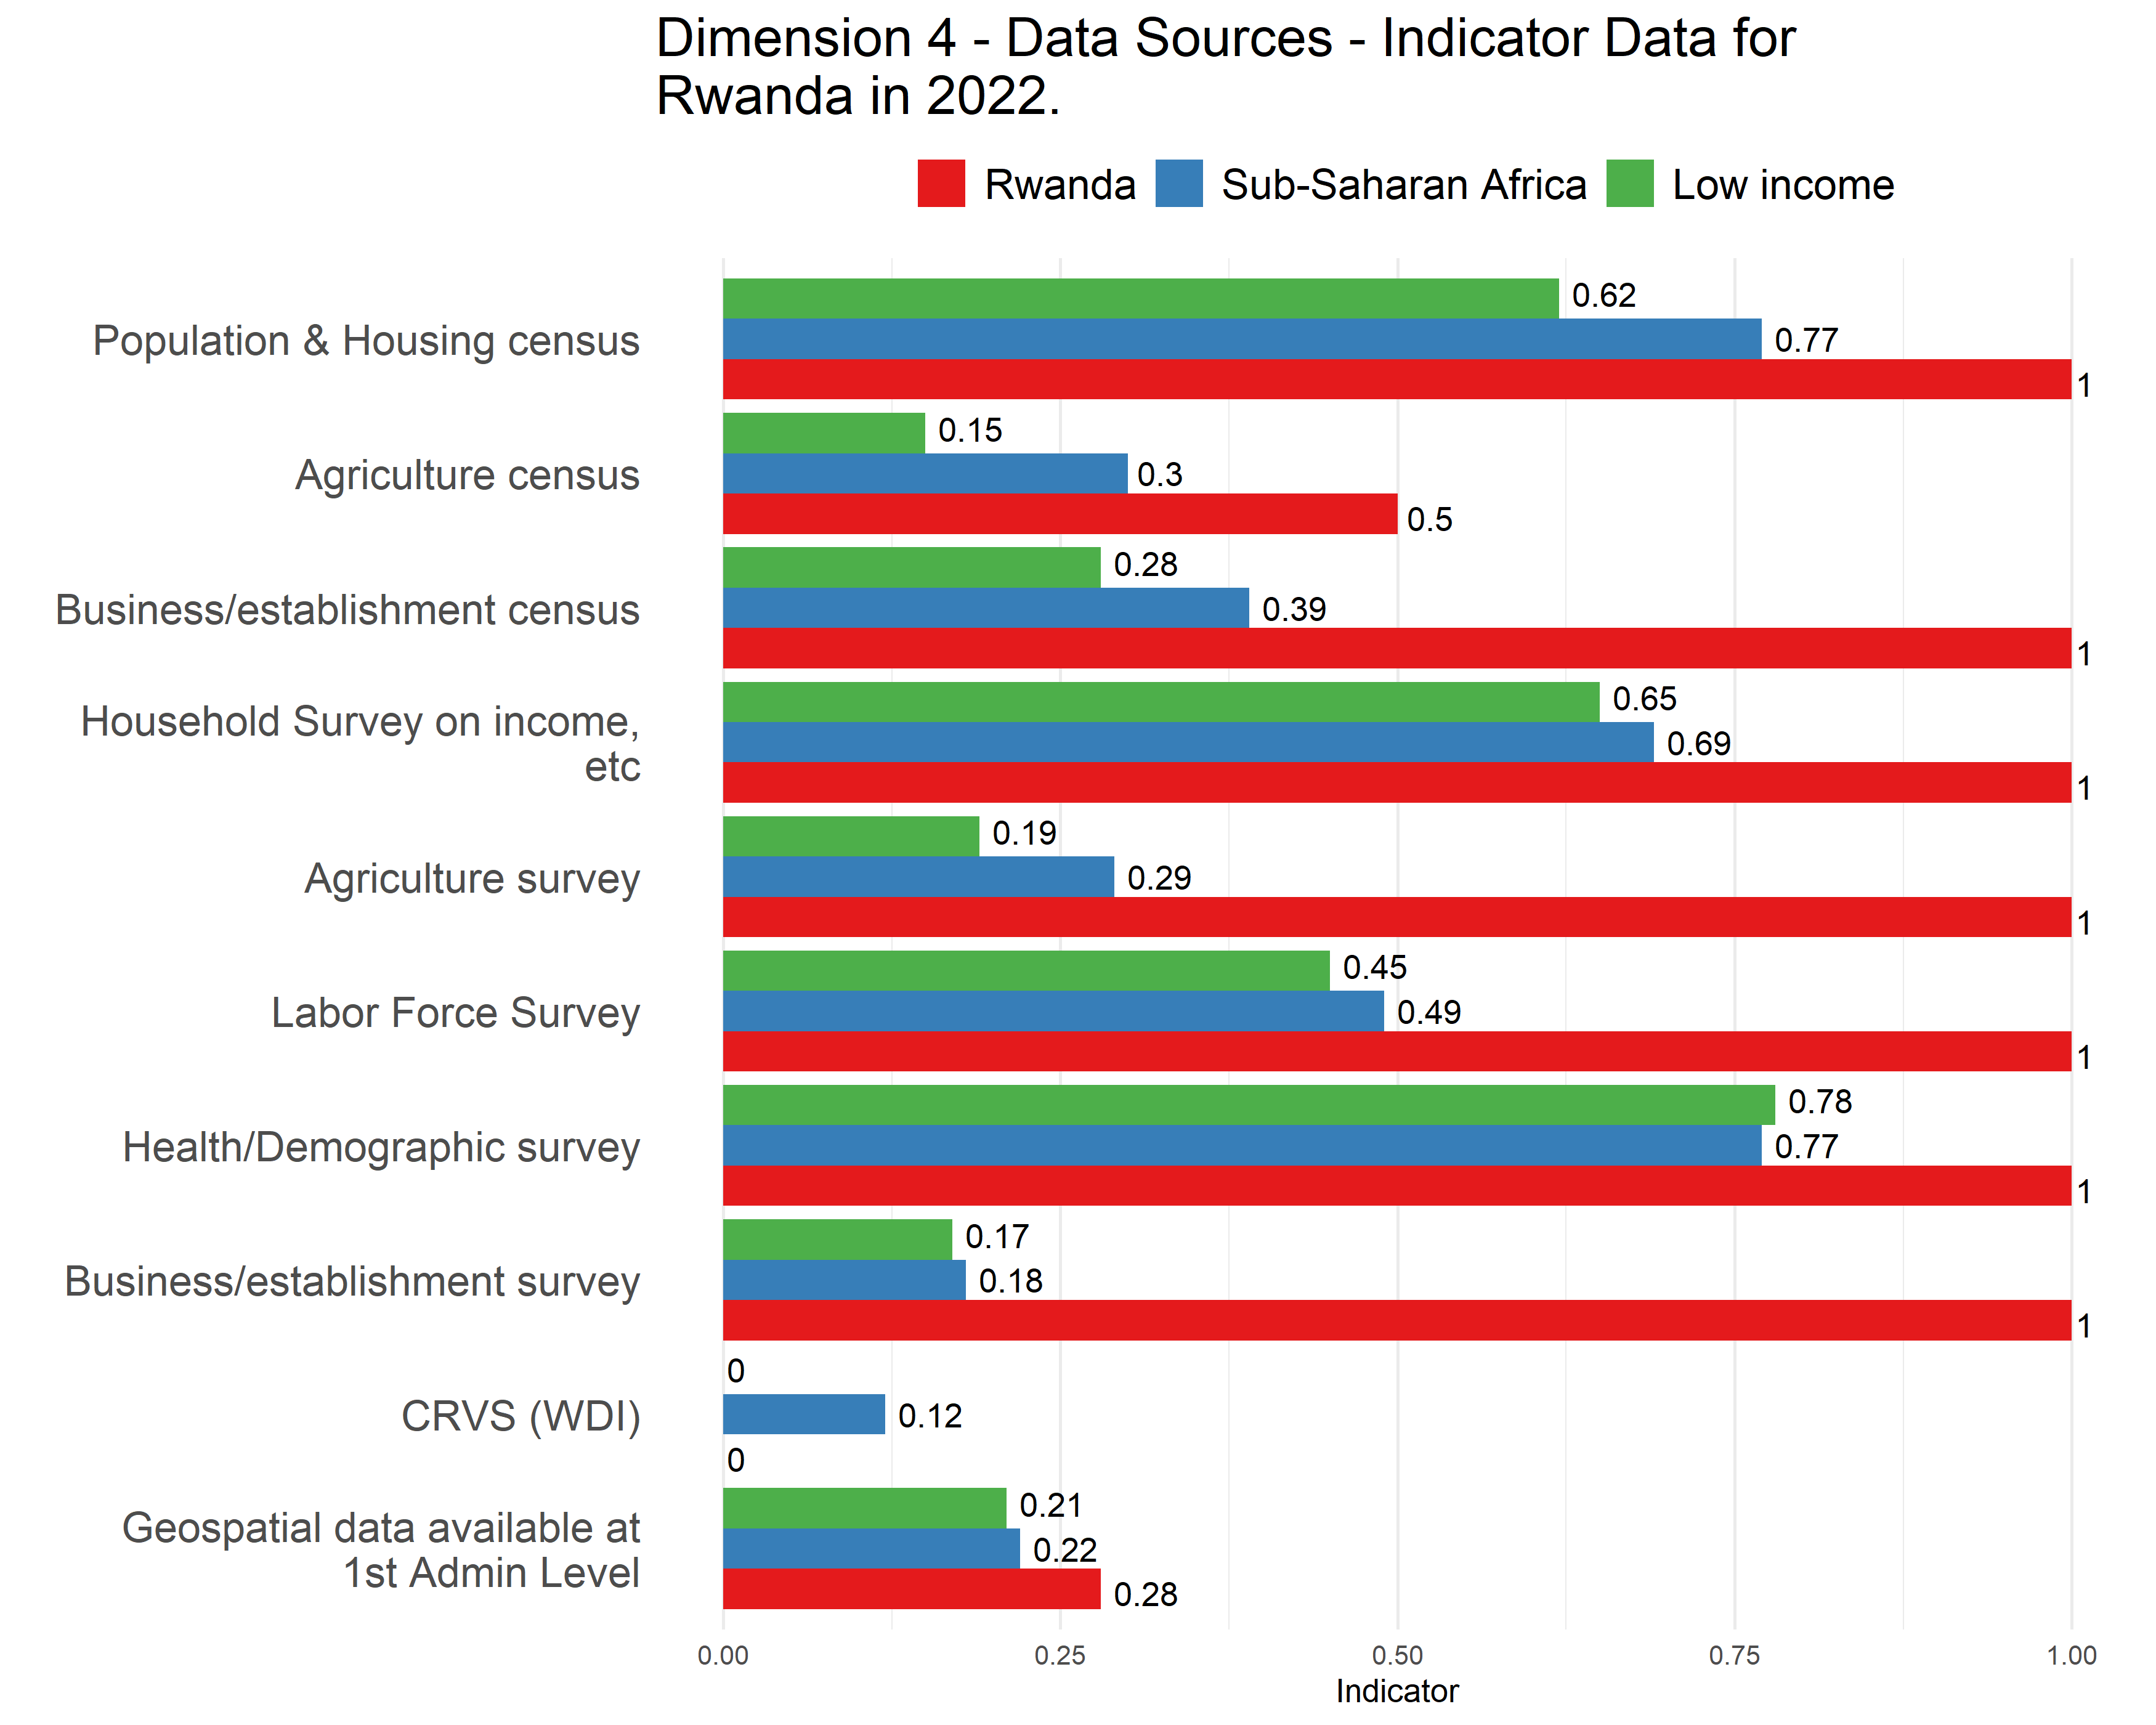 Dimension 4 - Data Sources - Indicator Data for
Rwanda in 2022.
Rwanda
Sub-Saharan Africa
Low income
Population & Housing census
0.62
0.77
1
Agriculture census
0.15
0.3
0.5
Business/establishment census
0.28
0.39
1
Household Survey on income,
etc
0.65
0.69
1
Agriculture survey
0.19
0.29
1
Labor Force Survey
0.45
0.49
1
Health/Demographic survey
0.78
0.77
1
Business/establishment survey
0.17
0.18
1
CRVS (WDI)
0
0.12
0
Geospatial data available at
1st Admin Level
0.21
0.22
0.28
0.00
0.25
0.50
0.75
1.00
Indicator